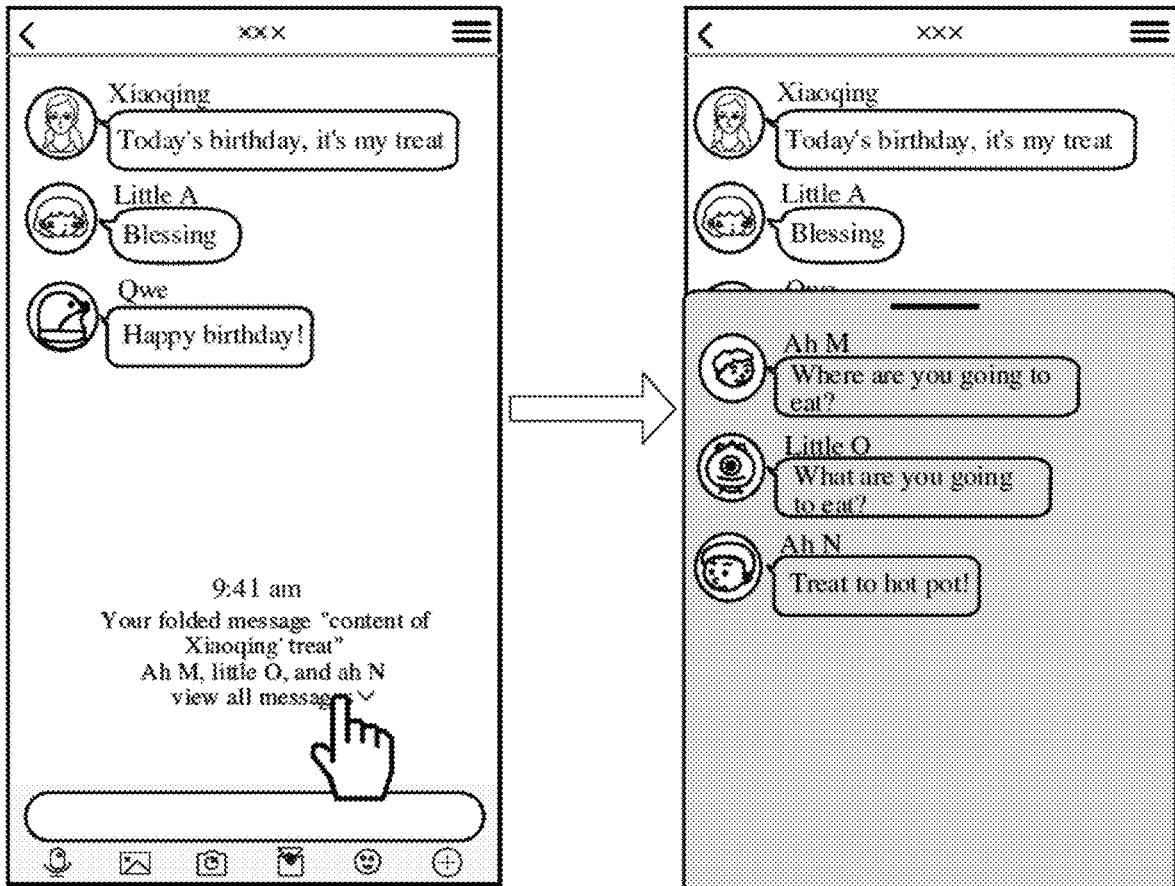 ×××
Xiaoqing
Today's birthday, it's my treat
Little A
Blessing
Qwe
Happy birthday!
9:41 am
Your folded message "content of
Xiaoqing' treat"
Ah M, little O, and ah N
view all messages
×××
Xiaoqing
Today's birthday, it's my treat
Little A
Blessing
Qwe
Ah M
Where are you going to
eat?
Little O
What are you going
to eat?
Ah N
Treat to hot pot!